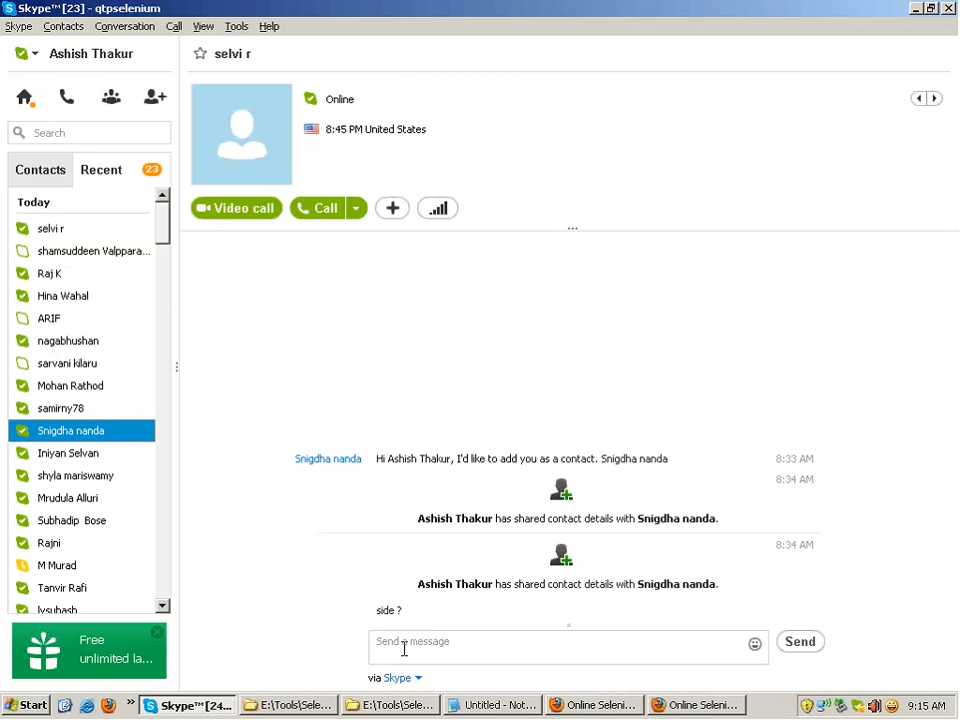 Skype™[23] - qtpselenium
Skype Contacts Conversation Call View Tools Help
Ashish Thakur
Search
Contacts Recent 23
Today
selvi r
shamsuddeen Valppara...
Raj K
Hina Wahal
ARIF
nagabhushan
sarvani kilaru
Mohan Rathod
samirny78
Snigdha nanda
Iniyan Selvan
shyla mariswamy
Mrudula Alluri
Subhadip Bose
Rajni
M Murad
Tanvir Rafi
lysubash
Free
unlimited la...
selvi r
Online
8:45 PM United States
Video call Call
Snigdha nanda Hi Ashish Thakur, I'd like to add you as a contact. Snigdha nanda 8:33 AM
8:34 AM
Ashish Thakur has shared contact details with Snigdha nanda.
8:34 AM
Ashish Thakur has shared contact details with Snigdha nanda.
side ?
Send a message
Send
via Skype
Start Skype™[24... E:\Tools\Sele... E:\Tools\Sele... Untitled - Not... Online Seleni... Online Seleni... 9:15 AM